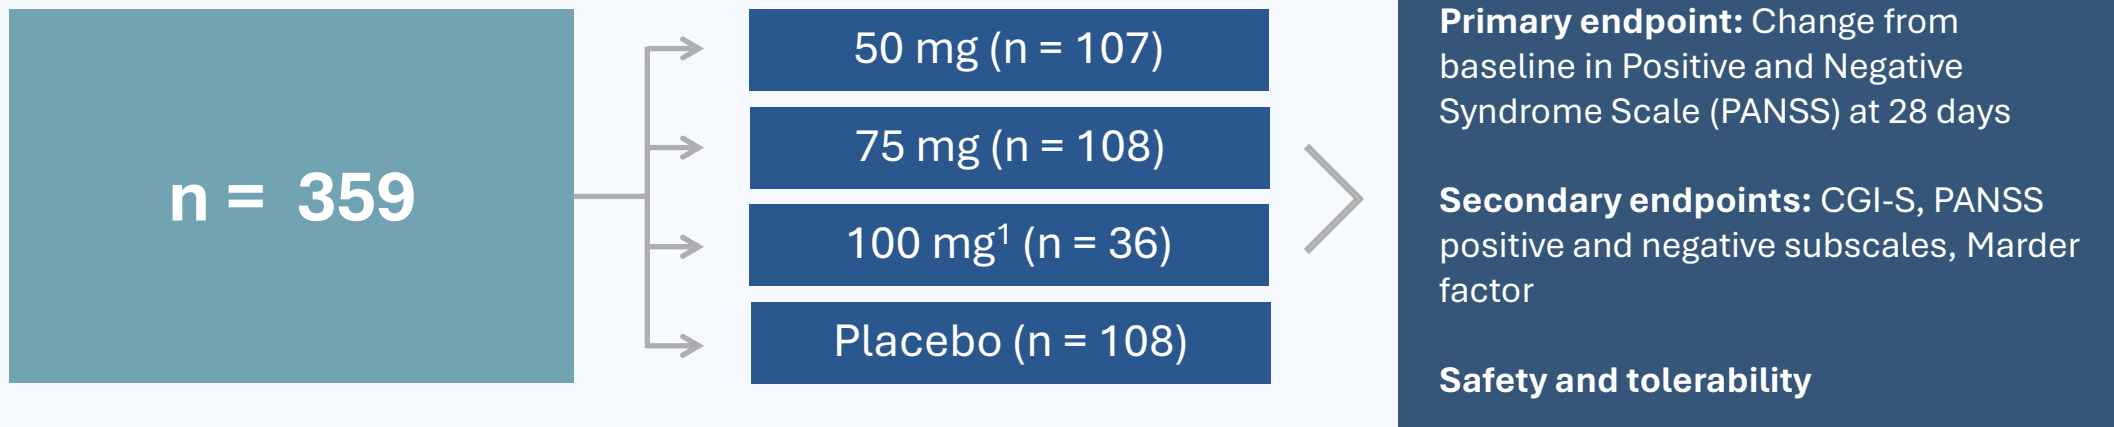 n = 359
50 mg (n = 107)
75 mg (n = 108)
100 mg¹ (n = 36)
Placebo (n = 108)
Primary endpoint: Change from
baseline in Positive and Negative
Syndrome Scale (PANSS) at 28 days
Secondary endpoints: CGI-S, PANSS
positive and negative subscales, Marder
factor
Safety and tolerability